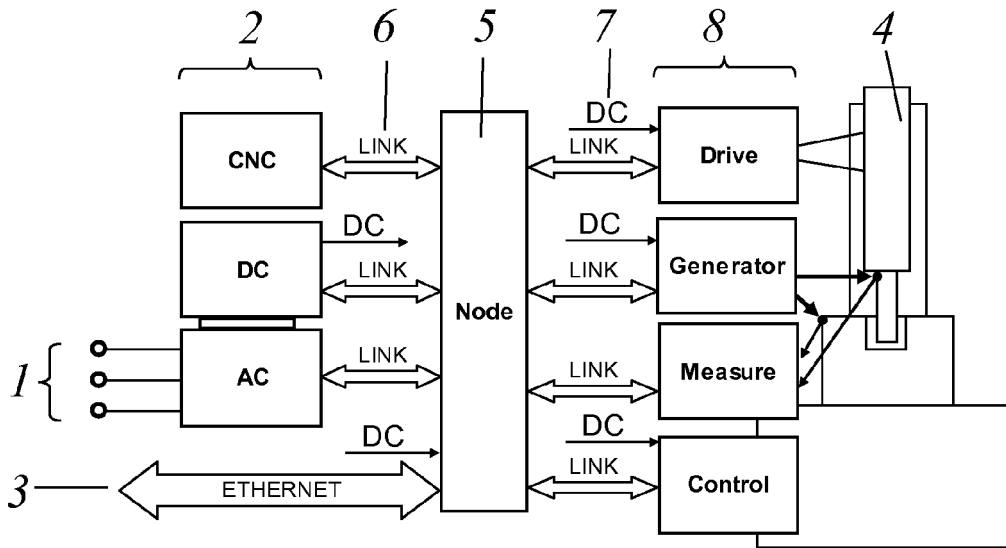 2
6
5
7
8
4
DC
CNC
LINK
LINK
Drive
DC
DC
DC
LINK
LINK
Generator
Node
1
AC
LINK
LINK
Measure
DC
DC
3
ETHERNET
LINK
Control